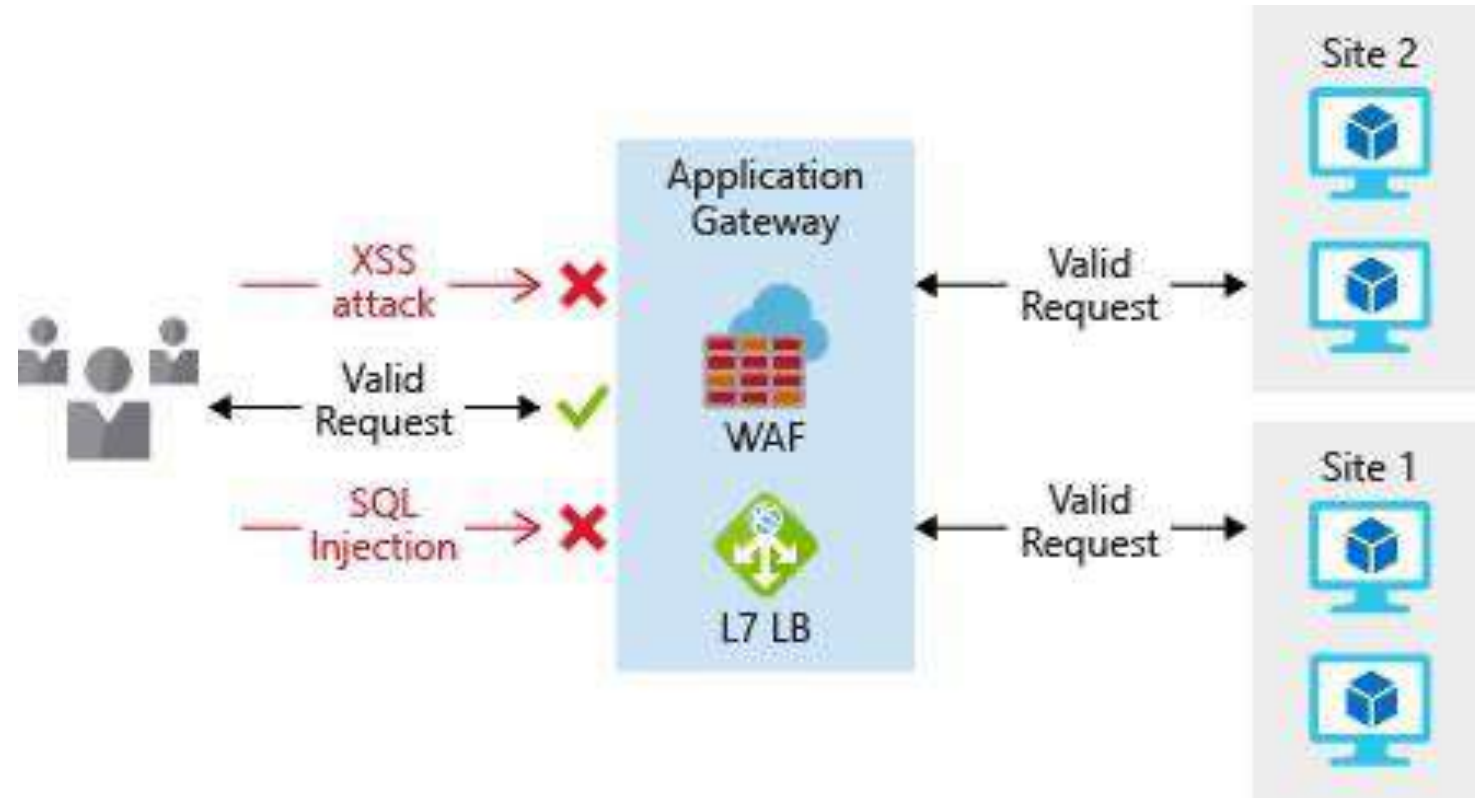 XSS
attack
Valid
Request
SQL
Injection
Application
Gateway
WAF
L7 LB
Valid
Request
Valid
Request
Site 2
Site 1